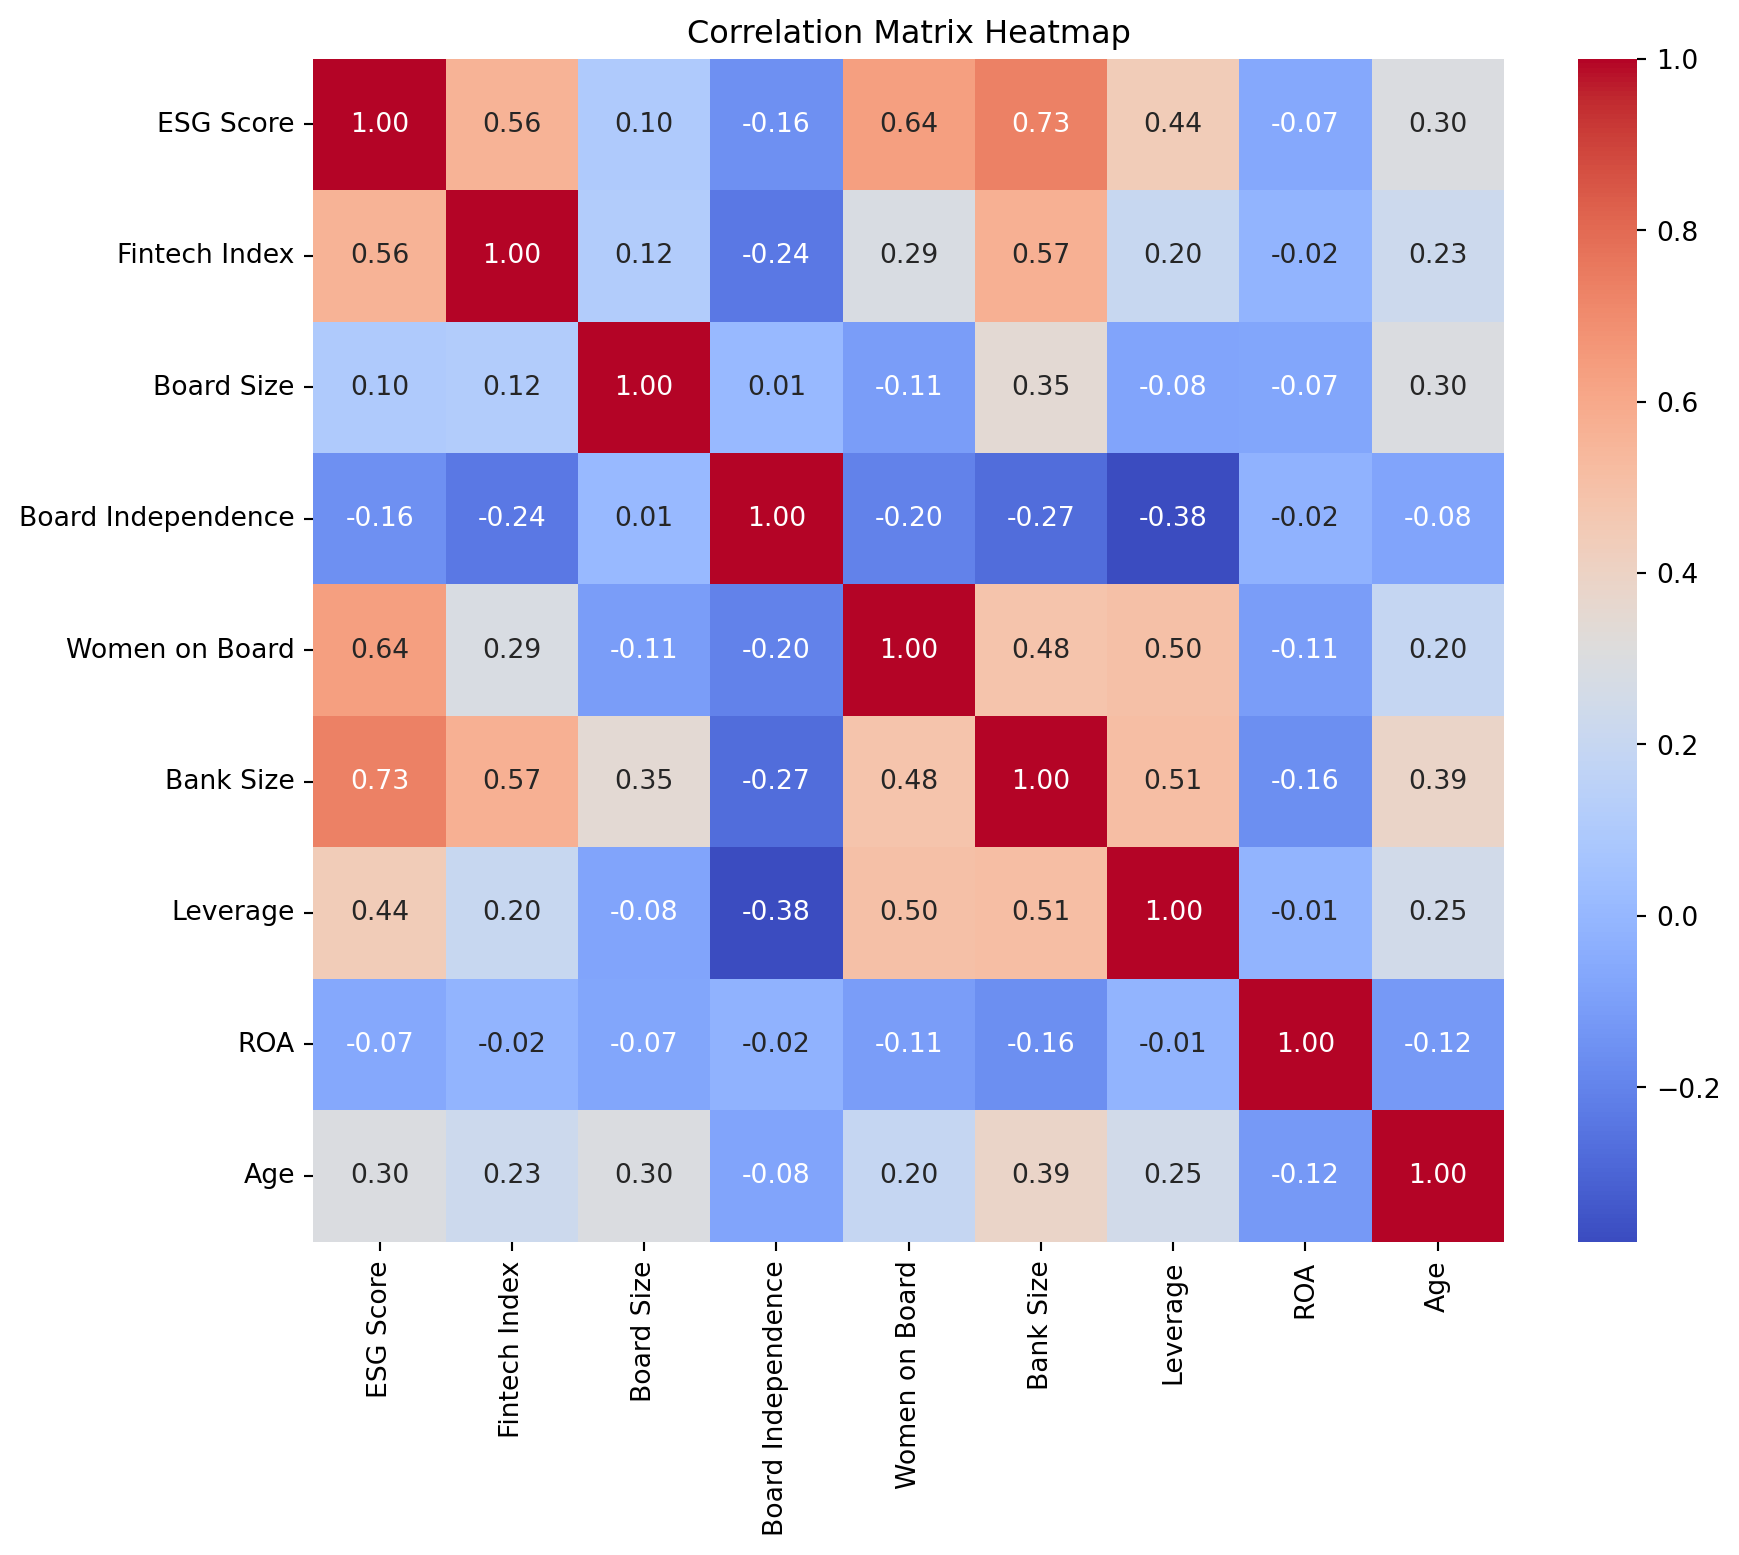 Correlation Matrix Heatmap
ESG Score 1.00 0.56 0.10 -0.16 0.64 0.73 0.44 -0.07 0.30
Fintech Index 0.56 1.00 0.12 -0.24 0.29 0.57 0.20 -0.02 0.23
Board Size 0.10 0.12 1.00 0.01 -0.11 0.35 -0.08 -0.07 0.30
Board Independence -0.16 -0.24 0.01 1.00 -0.20 -0.27 -0.38 -0.02 -0.08
Women on Board 0.64 0.29 -0.11 -0.20 1.00 0.48 0.50 -0.11 0.20
Bank Size 0.73 0.57 0.35 -0.27 0.48 1.00 0.51 -0.16 0.39
Leverage 0.44 0.20 -0.08 -0.38 0.50 0.51 1.00 -0.01 0.25
ROA -0.07 -0.02 -0.07 -0.02 -0.11 -0.16 -0.01 1.00 -0.12
Age 0.30 0.23 0.30 -0.08 0.20 0.39 0.25 -0.12 1.00
ESG Score
Fintech Index
Board Size
Board Independence
Women on Board
Bank Size
Leverage
ROA
Age
1.0
0.8
0.6
0.4
0.2
0.0
−0.2